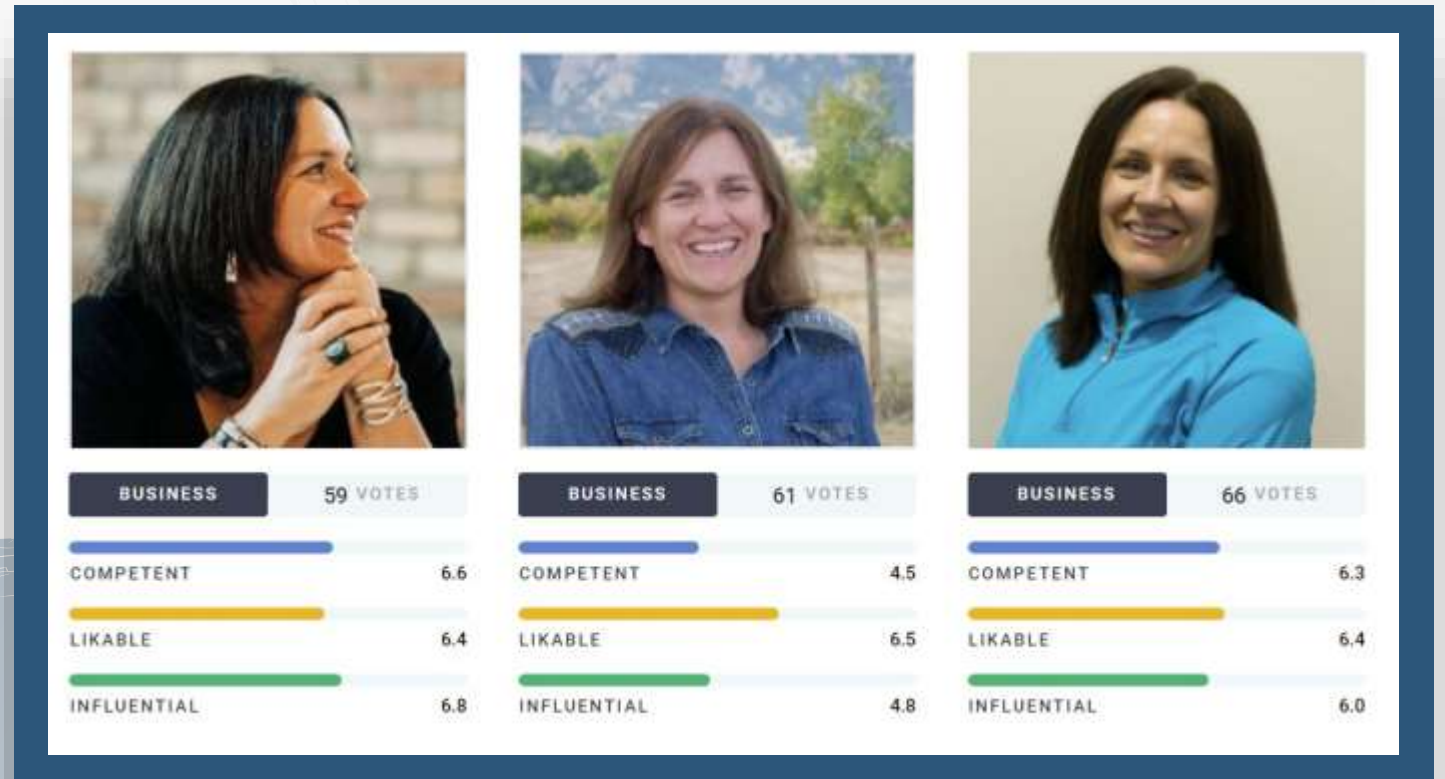 BUSINESS 59 VOTES
COMPETENT 6.6
LIKABLE 6.4
INFLUENTIAL 6.8
BUSINESS 61 VOTES
COMPETENT 4.5
LIKABLE 6.5
INFLUENTIAL 4.8
BUSINESS 66 VOTES
COMPETENT 6.3
LIKABLE 6.4
INFLUENTIAL 6.0